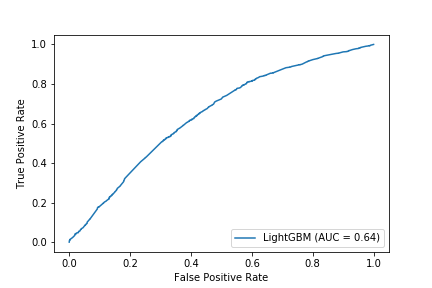 1.0
0.8
0.6
0.4
0.2
0.0
True Positive Rate
LightGBM (AUC = 0.64)
0.0 0.2 0.4 0.6 0.8 1.0
False Positive Rate